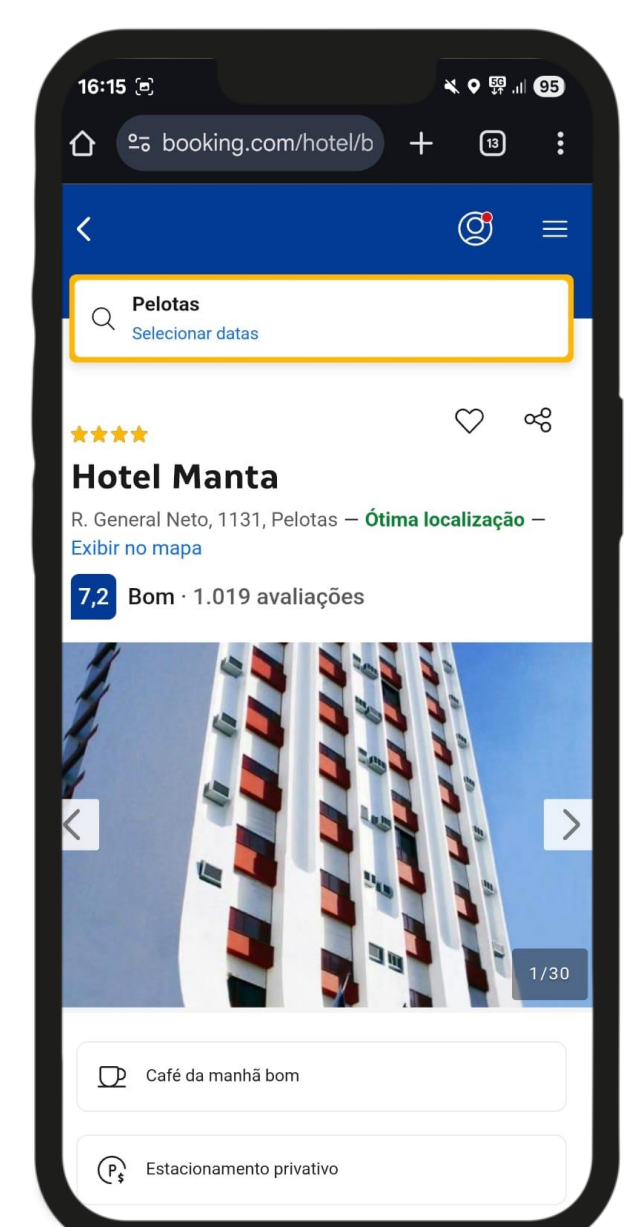 16:15
5G
95
booking.com/hotel/b
13
Pelotas
Selecionar datas
Hotel Manta
R. General Neto, 1131, Pelotas — Ótima localização —
Exibir no mapa
7,2 Bom · 1.019 avaliações
1/30
Café da manhã bom
P$ Estacionamento privativo